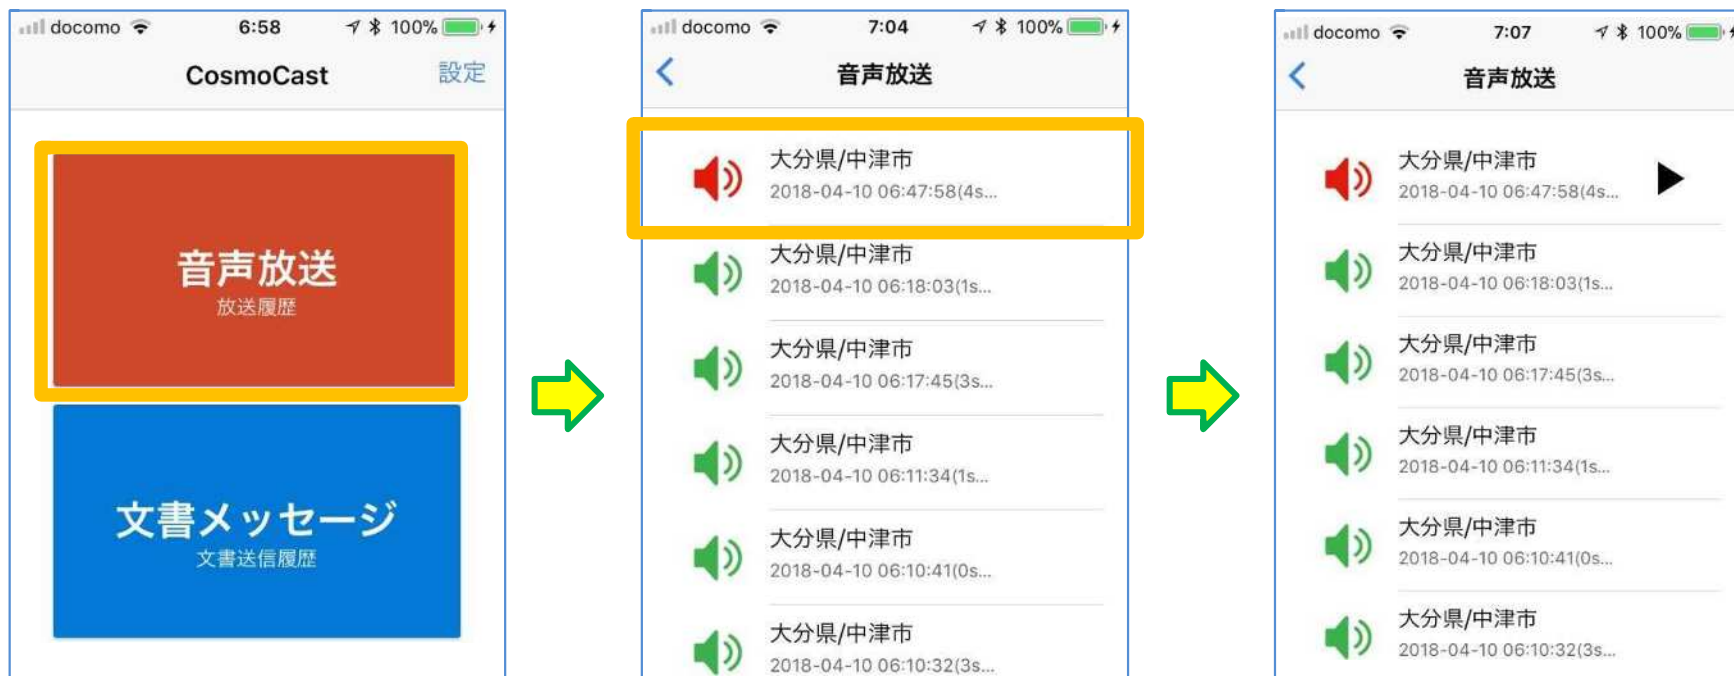 docomo 6:58 100%
CosmoCast 設定
音声放送
放送履歴
文書メッセージ
文書送信履歴
docomo 7:04 100%
音声放送
大分県/中津市
2018-04-10 06:47:58(4s...
大分県/中津市
2018-04-10 06:18:03(1s...
大分県/中津市
2018-04-10 06:17:45(3s...
大分県/中津市
2018-04-10 06:11:34(1s...
大分県/中津市
2018-04-10 06:10:41(0s...
大分県/中津市
2018-04-10 06:10:32(3s...
docomo 7:07 100%
音声放送
大分県/中津市
2018-04-10 06:47:58(4s...
大分県/中津市
2018-04-10 06:18:03(1s...
大分県/中津市
2018-04-10 06:17:45(3s...
大分県/中津市
2018-04-10 06:11:34(1s...
大分県/中津市
2018-04-10 06:10:41(0s...
大分県/中津市
2018-04-10 06:10:32(3s...